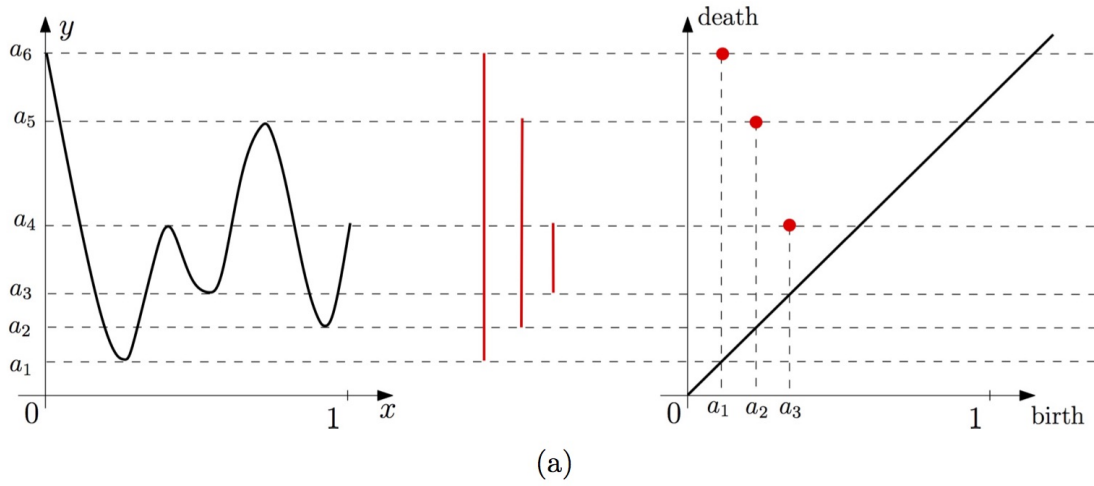 y
a₆
a₅
a₄
a₃
a₂
a₁
0
1
x
death
0
a₁ a₂ a₃
1
birth
(a)